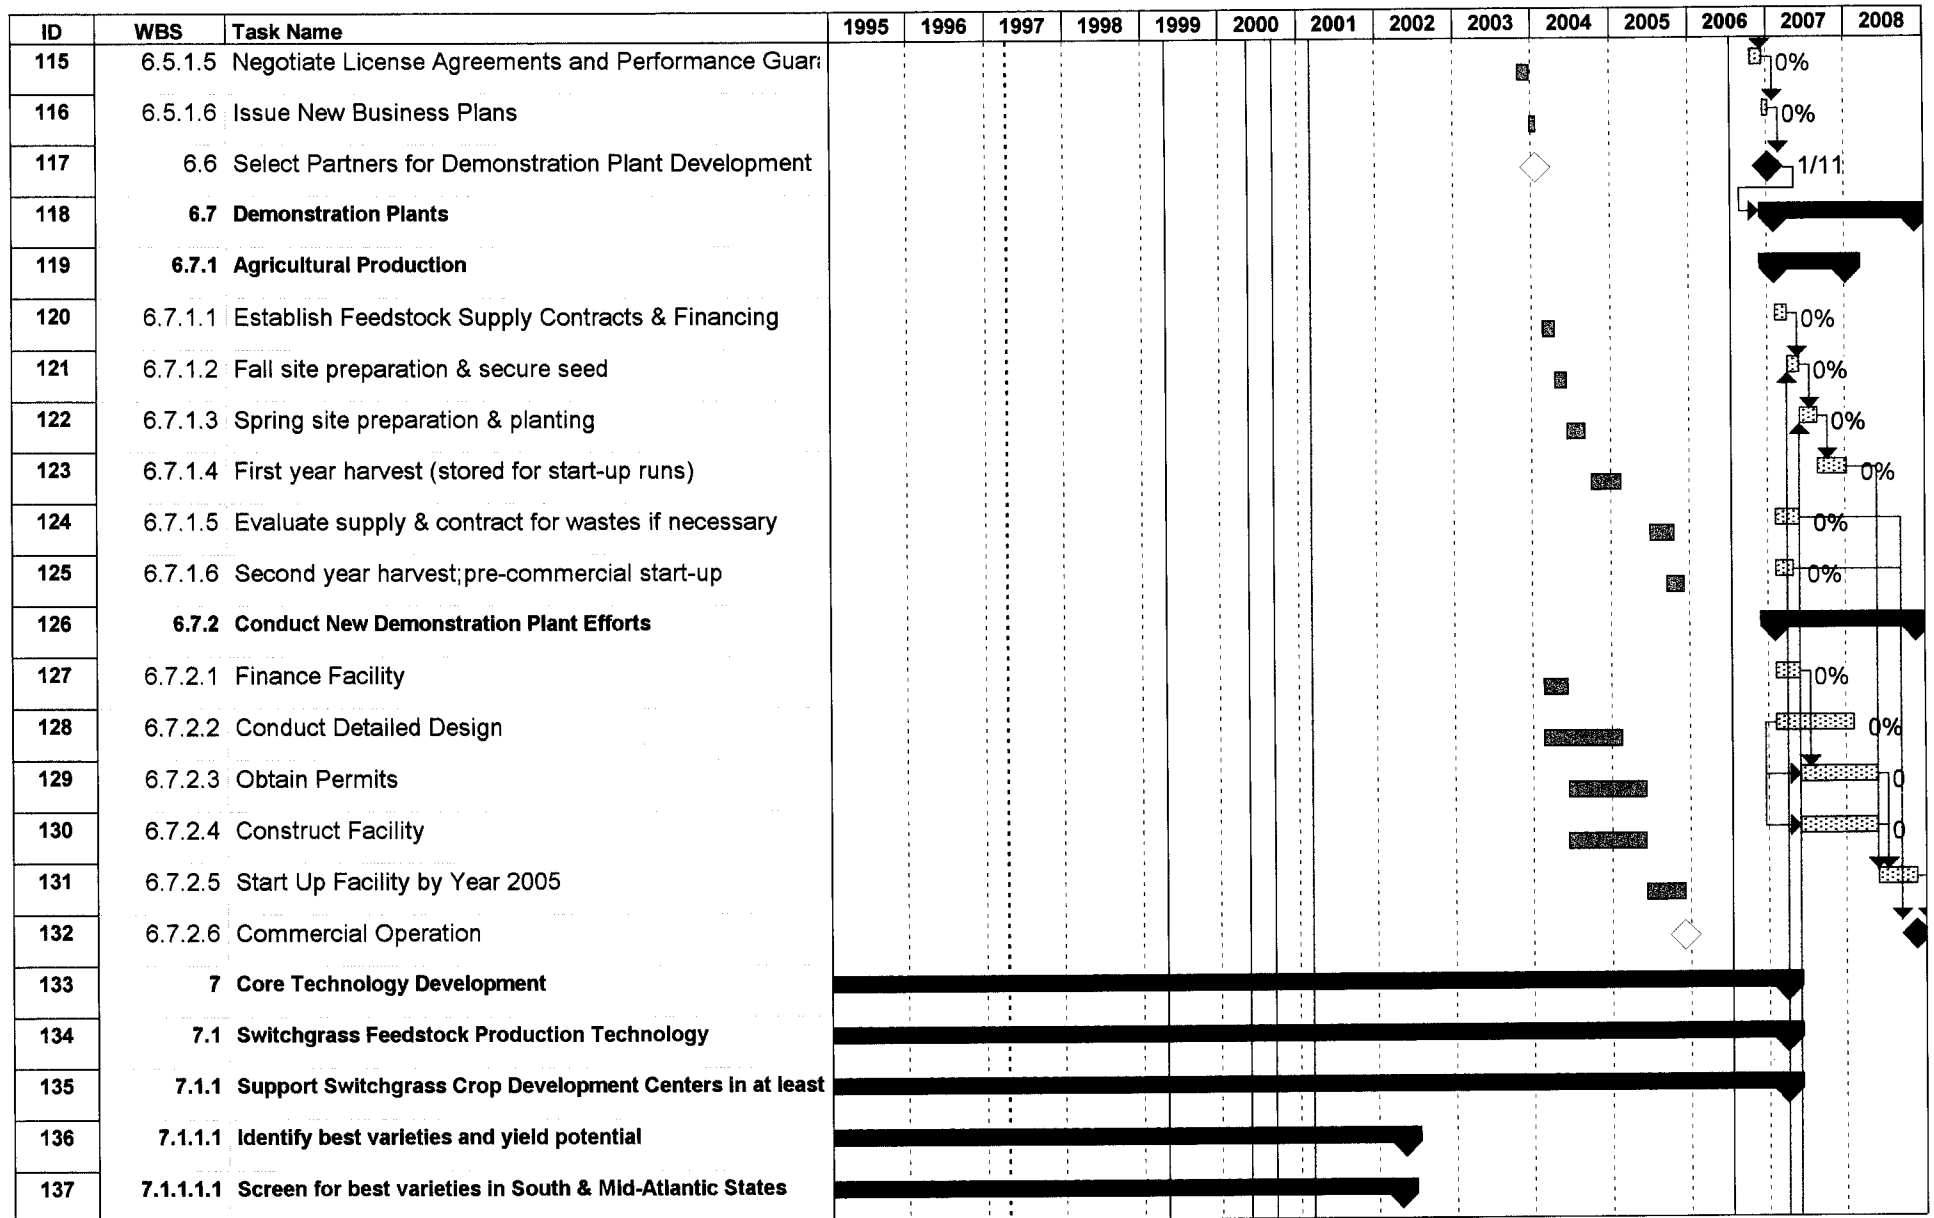 ID WBS Task Name 1995 1996 1997 1998 1999 2000 2001 2002 2003 2004 2005 2006 2007 2008
115 6.5.1.5 Negotiate License Agreements and Performance Guar 0%
116 6.5.1.6 Issue New Business Plans 0%
117 6.6 Select Partners for Demonstration Plant Development 1/11
118 6.7 Demonstration Plants
119 6.7.1 Agricultural Production
120 6.7.1.1 Establish Feedstock Supply Contracts & Financing 0%
121 6.7.1.2 Fall site preparation & secure seed 0%
122 6.7.1.3 Spring site preparation & planting 0%
123 6.7.1.4 First year harvest (stored for start-up runs) 0%
124 6.7.1.5 Evaluate supply & contract for wastes if necessary 0%
125 6.7.1.6 Second year harvest;pre-commercial start-up 0%
126 6.7.2 Conduct New Demonstration Plant Efforts
127 6.7.2.1 Finance Facility 0%
128 6.7.2.2 Conduct Detailed Design 0%
129 6.7.2.3 Obtain Permits 0
130 6.7.2.4 Construct Facility 0
131 6.7.2.5 Start Up Facility by Year 2005
132 6.7.2.6 Commercial Operation
133 7 Core Technology Development
134 7.1 Switchgrass Feedstock Production Technology
135 7.1.1 Support Switchgrass Crop Development Centers in at least
136 7.1.1.1 Identify best varieties and yield potential
137 7.1.1.1.1 Screen for best varieties in South & Mid-Atlantic States